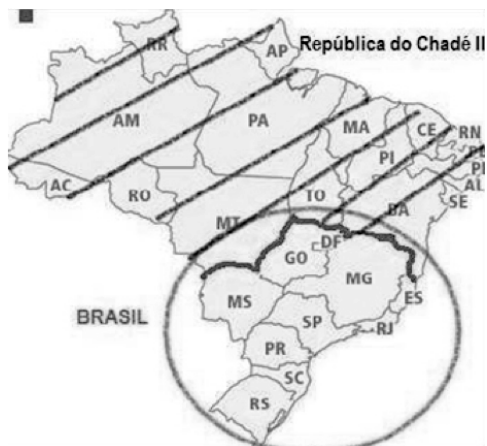 República do Chadé II
RR
AP
AM
PA
MA
CE
RN
PI
PE
AL
AC
RO
TO
SE
BA
MT
DF
GO
MG
MS
ES
BRASIL
SP
RJ
PR
SC
RS